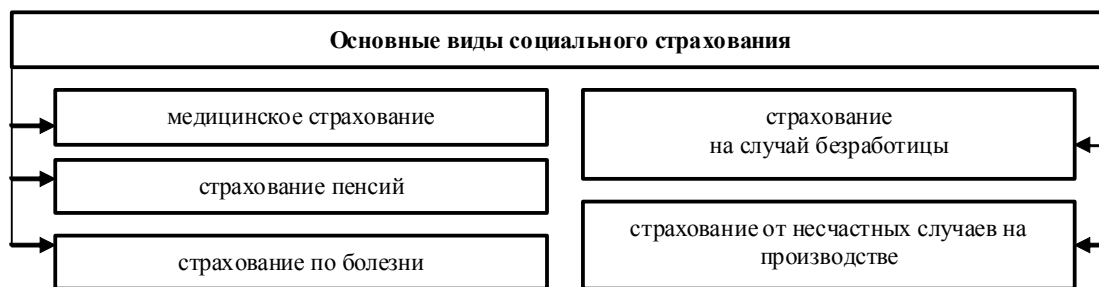 Основные виды социального страхования
медицинское страхование
страхование пенсий
страхование по болезни
страхование
на случай безработицы
страхование от несчастных случаев на
производстве